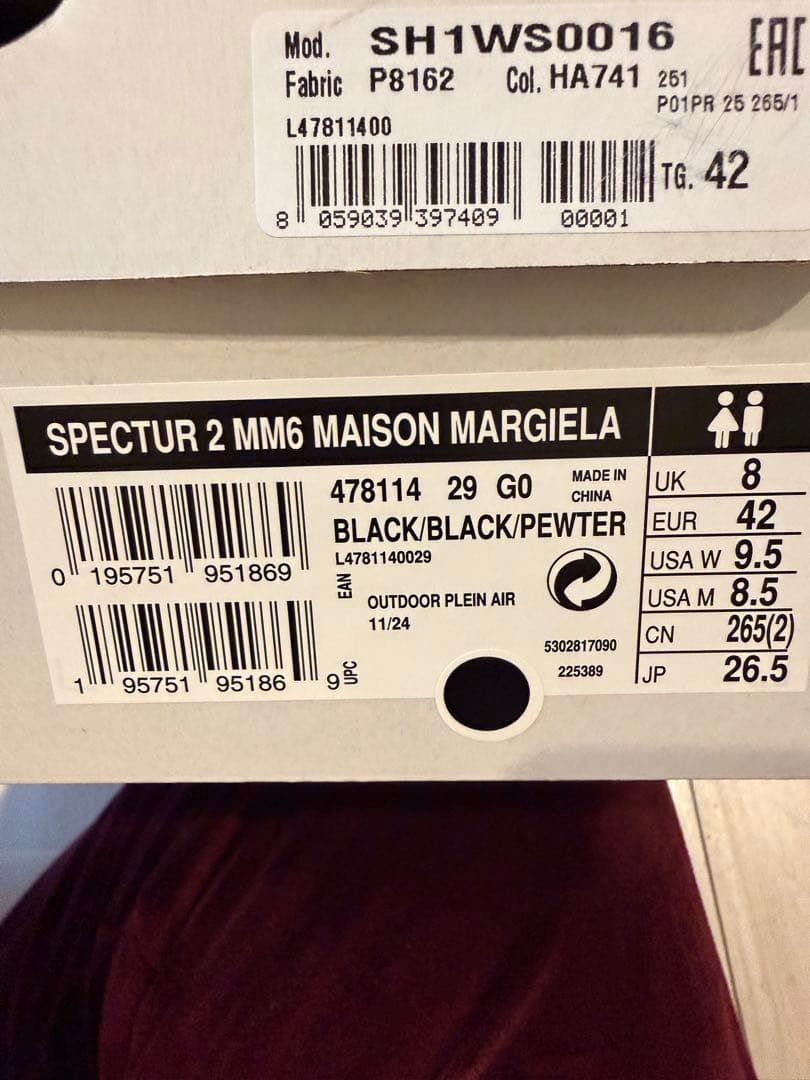 Mod. SH1WS0016 EAC
Fabric P8162 Col. HA741 251
P01PR 25 265/1
L47811400
TG. 42
8 059039 397409 00001
SPECTUR 2 MM6 MAISON MARGIELA
478114 29 G0 MADE IN CHINA
BLACK/BLACK/PEWTER
L4781140029
0 195751 951869 EAN
OUTDOOR PLEIN AIR
11/24
5302817090
225389
1 95751 95186 9 UPC
UK 8
EUR 42
USA W 9.5
USA M 8.5
CN 265(2)
JP 26.5